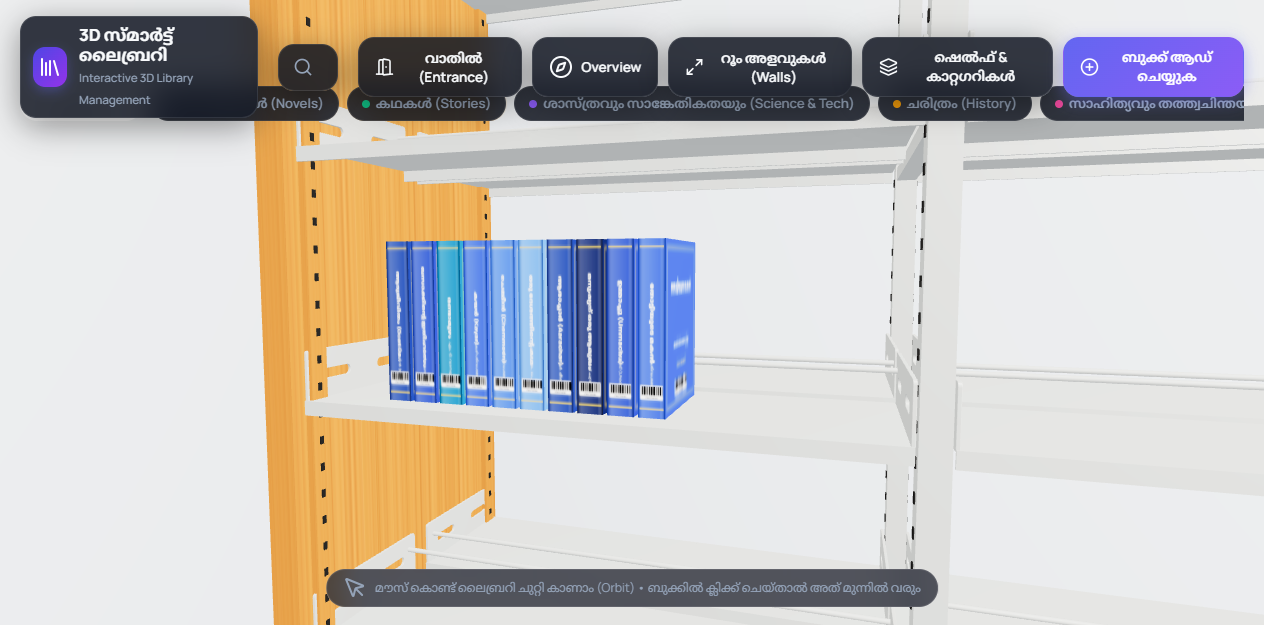 3D സ്മാർട്ട്
ലൈബ്രറി
Interactive 3D Library
Management
വാതിൽ
(Entrance)
Overview
റൂം അളവുകൾ
(Walls)
ഷെൽഫ് &
കാറ്റഗറികൾ
ബുക്ക് ആഡ്
ചെയ്യുക
(Novels)
കഥകൾ (Stories)
ശാസ്ത്രവും സാങ്കേതികതയും (Science & Tech)
ചരിത്രം (History)
സാഹിത്യവും തത്ത്വചിന്തയ
മൗസ് കൊണ്ട് ലൈബ്രറി ചുറ്റി കാണാം (Orbit) • ബുക്കിൽ ക്ലിക്ക് ചെയ്താൽ അത് മുന്നിൽ വരും